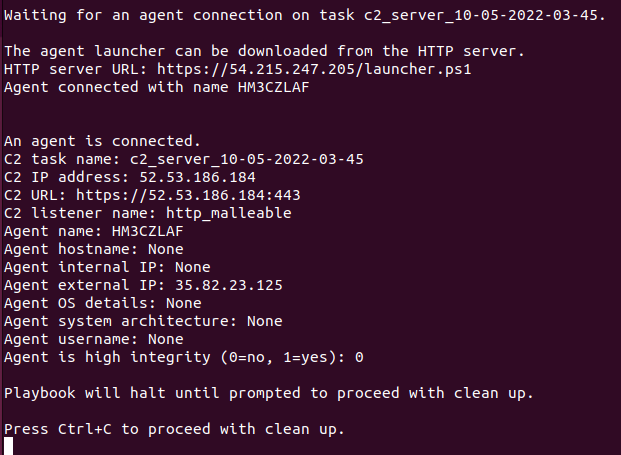 Waiting for an agent connection on task c2_server_10-05-2022-03-45.
The agent launcher can be downloaded from the HTTP server.
HTTP server URL: https://54.215.247.205/launcher.ps1
Agent connected with name HM3CZLAF
An agent is connected.
C2 task name: c2_server_10-05-2022-03-45
C2 IP address: 52.53.186.184
C2 URL: https://52.53.186.184:443
C2 listener name: http_malleable
Agent name: HM3CZLAF
Agent hostname: None
Agent internal IP: None
Agent external IP: 35.82.23.125
Agent OS details: None
Agent system architecture: None
Agent username: None
Agent is high integrity (0=no, 1=yes): 0
Playbook will halt until prompted to proceed with clean up.
Press Ctrl+C to proceed with clean up.